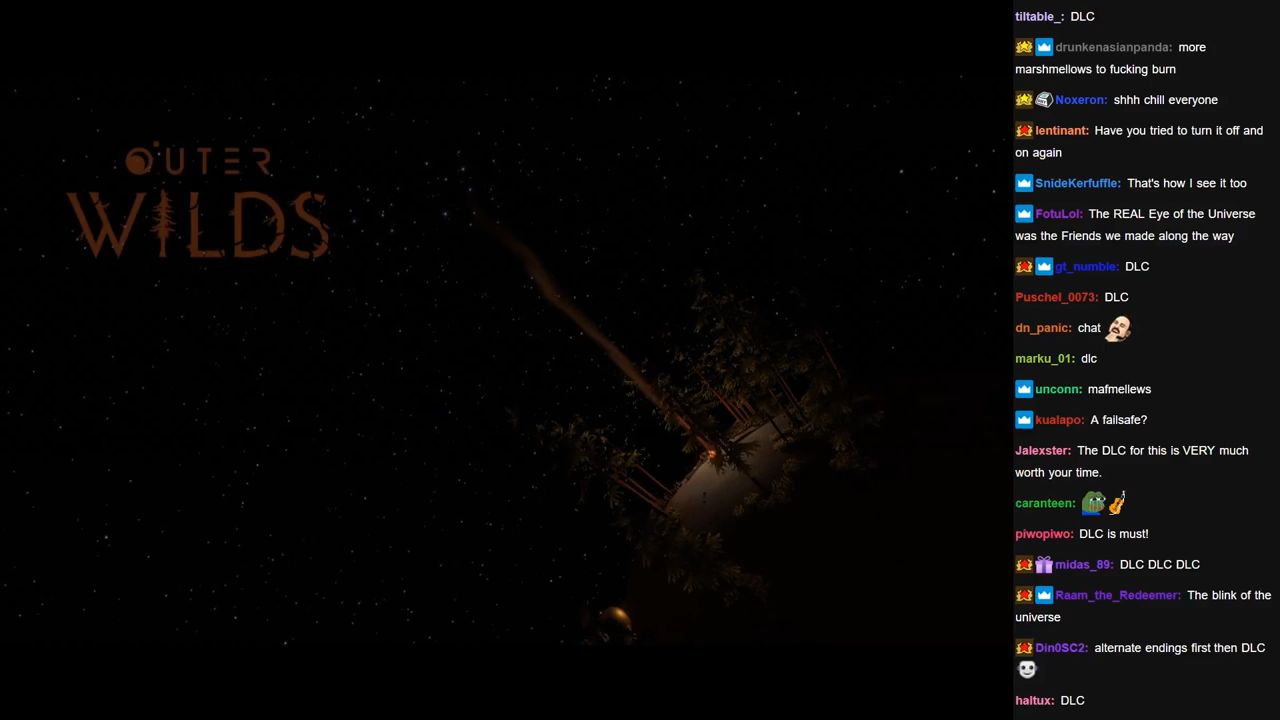 OUTER
WILDS
tiltable_: DLC
drunkenasianpanda: more
marshmellows to fucking burn
Noxeron: shhh chill everyone
lentinant: Have you tried to turn it off and
on again
SnideKerfuffle: That's how I see it too
FotuLol: The REAL Eye of the Universe
was the Friends we made along the way
gt_numble: DLC
Puschel_0073: DLC
dn_panic: chat
marku_01: dlc
unconn: mafmellews
kualapo: A failsafe?
Jalexster: The DLC for this is VERY much
worth your time.
caranteen:
piwopiwo: DLC is must!
midas_89: DLC DLC DLC
Raam_the_Redeemer: The blink of the
universe
Din0SC2: alternate endings first then DLC
haltux: DLC